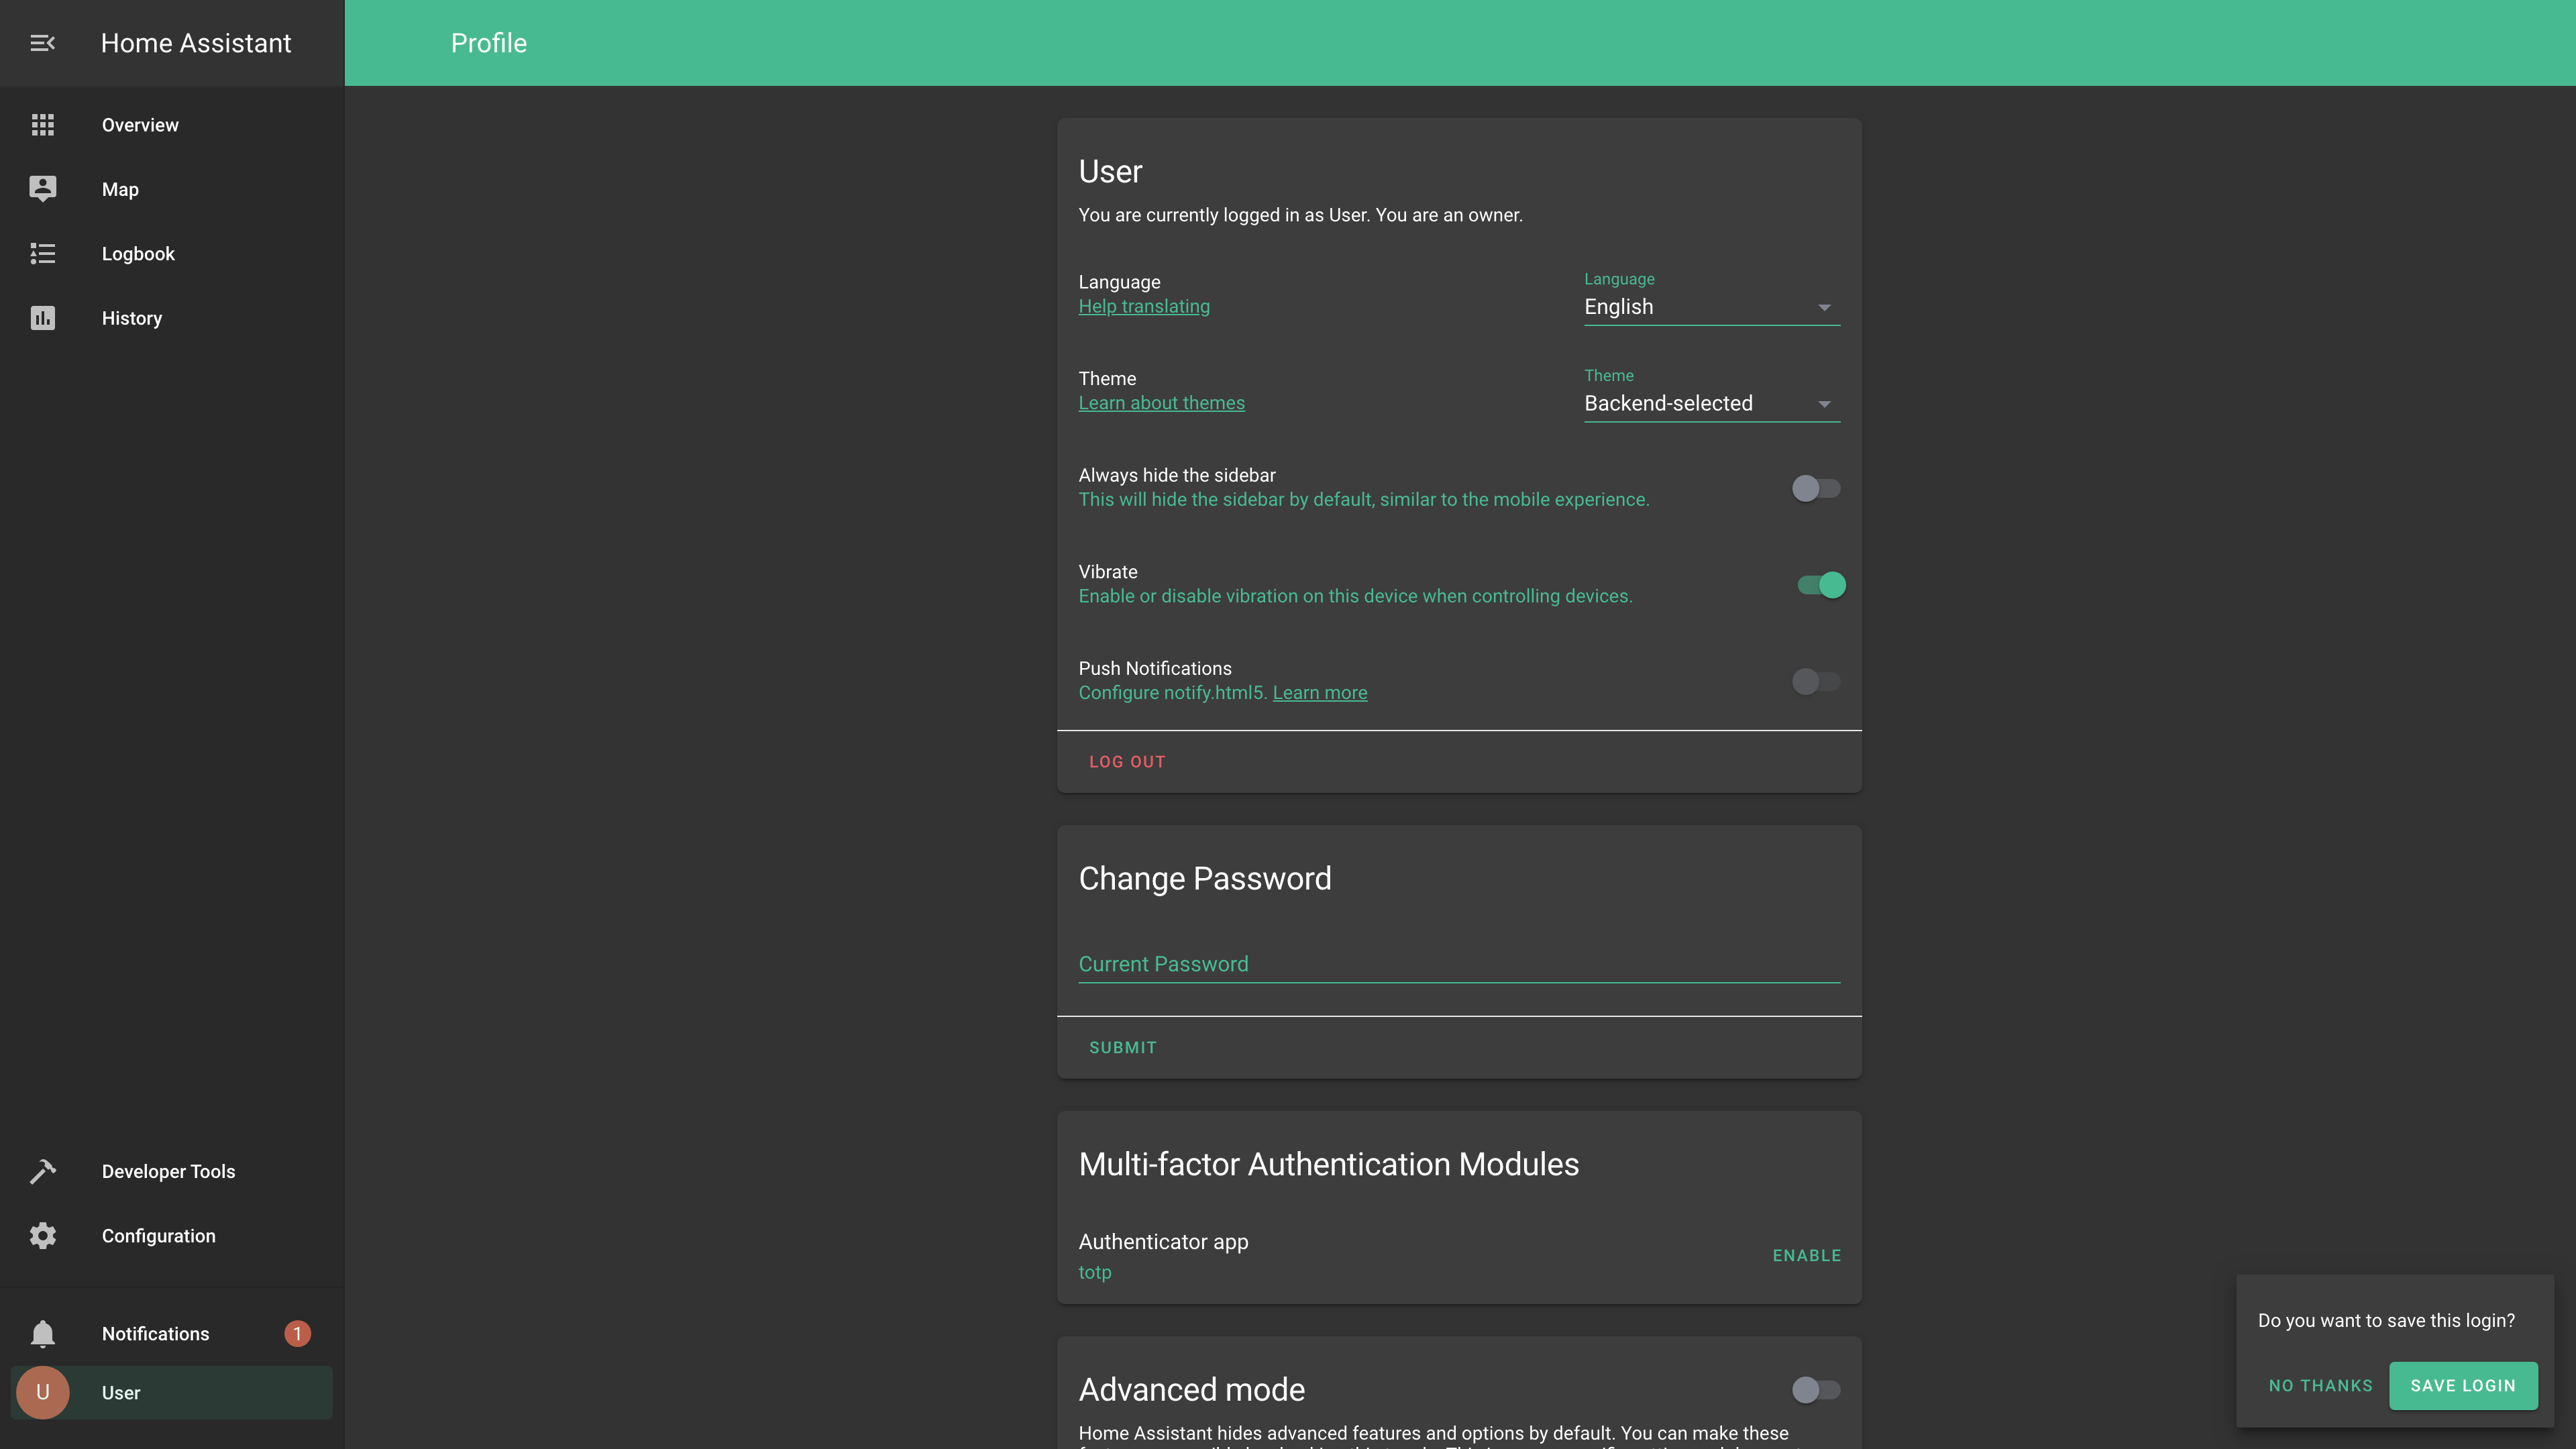 Home Assistant
Profile
Overview
Map
Logbook
History
Developer Tools
Configuration
Notifications 1
U User
User
You are currently logged in as User. You are an owner.
Language
Help translating
Language
English
Theme
Learn about themes
Theme
Backend-selected
Always hide the sidebar
This will hide the sidebar by default, similar to the mobile experience.
Vibrate
Enable or disable vibration on this device when controlling devices.
Push Notifications
Configure notify.html5. Learn more
LOG OUT
Change Password
Current Password
SUBMIT
Multi-factor Authentication Modules
Authenticator app
totp
ENABLE
Advanced mode
Home Assistant hides advanced features and options by default. You can make these
Do you want to save this login?
NO THANKS SAVE LOGIN